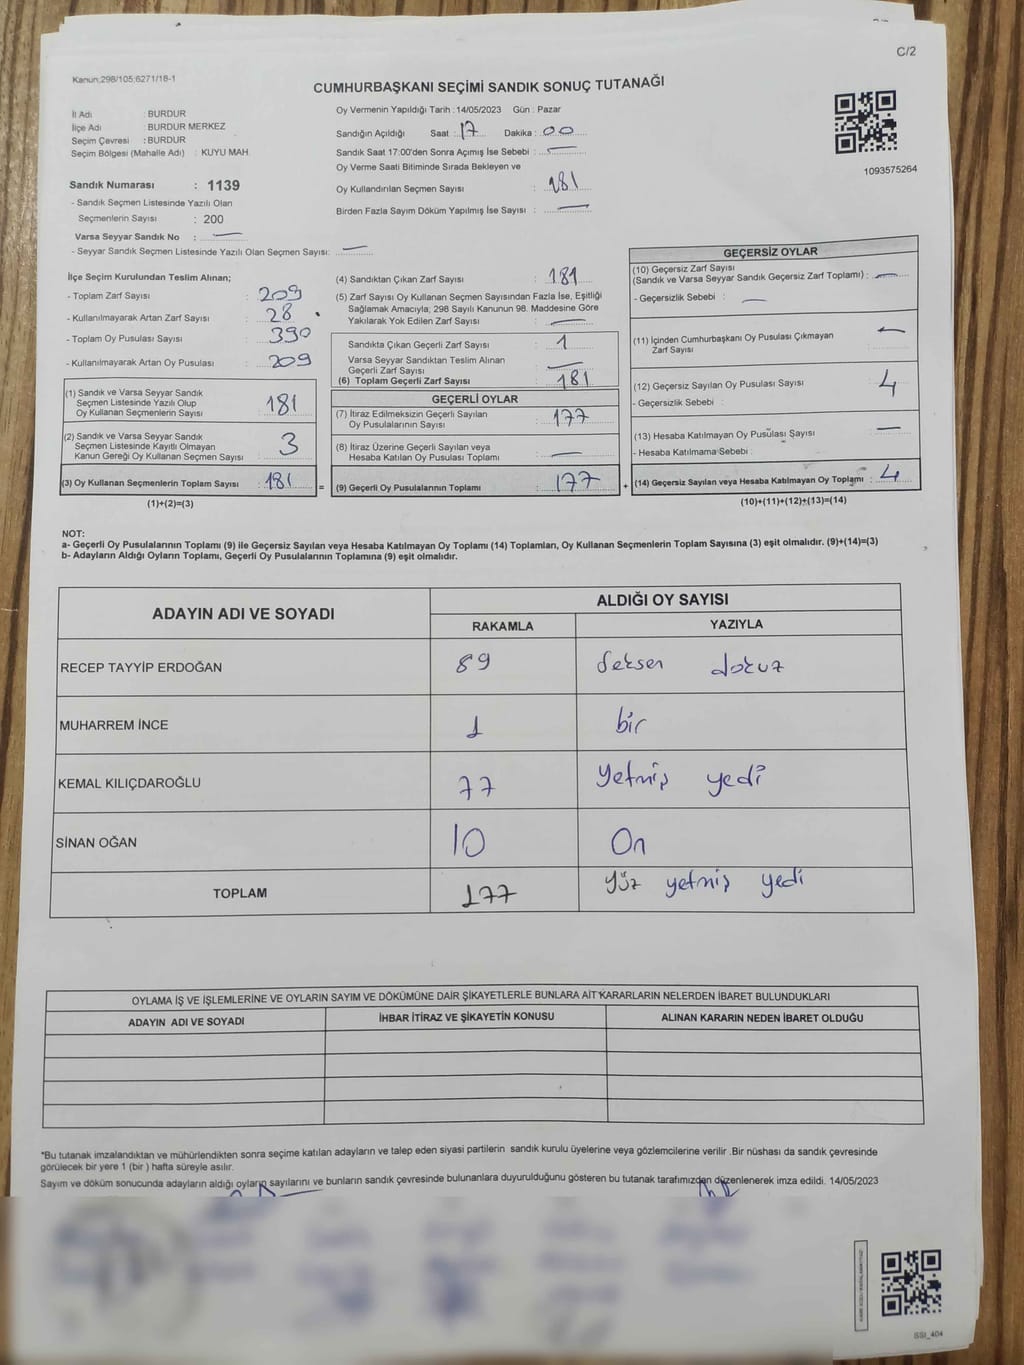 C/2
Kanun;298/105;6271/18-1
CUMHURBAŞKANI SEÇİMİ SANDIK SONUÇ TUTANAĞI
İl Adı : BURDUR
İlçe Adı : BURDUR MERKEZ
Seçim Çevresi : BURDUR
Seçim Bölgesi (Mahalle Adı) : KUYU MAH.
Sandık Numarası : 1139
- Sandık Seçmen Listesinde Yazılı Olan
Seçmenlerin Sayısı : 200
Varsa Seyyar Sandık No : —
- Seyyar Sandık Seçmen Listesinde Yazılı Olan Seçmen Sayısı: —
Oy Vermenin Yapıldığı Tarih : 14/05/2023 Gün : Pazar
Sandığın Açıldığı Saat : 17 Dakika : 00
Sandık Saat 17:00'den Sonra Açımış İse Sebebi : —
Oy Verme Saati Bitiminde Sırada Bekleyen ve
Oy Kullandırılan Seçmen Sayısı : 181
Birden Fazla Sayım Döküm Yapılmış İse Sayısı : —
1093575264
İlçe Seçim Kurulundan Teslim Alınan;
- Toplam Zarf Sayısı : 209
- Kullanılmayarak Artan Zarf Sayısı : 28
- Toplam Oy Pusulası Sayısı : 390
- Kullanılmayarak Artan Oy Pusulası : 209
(1) Sandık ve Varsa Seyyar Sandık
Seçmen Listesinde Yazılı Olup
Oy Kullanan Seçmenlerin Sayısı : 181
(2) Sandık ve Varsa Seyyar Sandık
Seçmen Listesinde Kayıtlı Olmayan
Kanun Gereği Oy Kullanan Seçmen Sayısı : 3
(3) Oy Kullanan Seçmenlerin Toplam Sayısı : 181
(1)+(2)=(3)
(4) Sandıktan Çıkan Zarf Sayısı : 181
(5) Zarf Sayısı Oy Kullanan Seçmen Sayısından Fazla İse, Eşitliği
Sağlamak Amacıyla; 298 Sayılı Kanunun 98. Maddesine Göre
Yakılarak Yok Edilen Zarf Sayısı : —
Sandıkta Çıkan Geçerli Zarf Sayısı : 1
Varsa Seyyar Sandıktan Teslim Alınan
Geçerli Zarf Sayısı : —
(6) Toplam Geçerli Zarf Sayısı : 181
GEÇERLİ OYLAR
(7) İtiraz Edilmeksizin Geçerli Sayılan
Oy Pusulalarının Sayısı : 177
(8) İtiraz Üzerine Geçerli Sayılan veya
Hesaba Katılan Oy Pusulası Toplamı : —
= (9) Geçerli Oy Pusulalarının Toplamı : 177
GEÇERSİZ OYLAR
(10) Geçersiz Zarf Sayısı
(Sandık ve Varsa Seyyar Sandık Geçersiz Zarf Toplamı) : —
- Geçersizlik Sebebi : —
(11) İçinden Cumhurbaşkanı Oy Pusulası Çıkmayan
Zarf Sayısı : —
(12) Geçersiz Sayılan Oy Pusulası Sayısı : 4
- Geçersizlik Sebebi :
(13) Hesaba Katılmayan Oy Pusulası Sayısı : —
- Hesaba Katılmama Sebebi :
+ (14) Geçersiz Sayılan veya Hesaba Katılmayan Oy Toplamı : 4
(10)+(11)+(12)+(13)=(14)
NOT:
a- Geçerli Oy Pusulalarının Toplamı (9) ile Geçersiz Sayılan veya Hesaba Katılmayan Oy Toplamı (14) Toplamları, Oy Kullanan Seçmenlerin Toplam Sayısına (3) eşit olmalıdır. (9)+(14)=(3)
b- Adayların Aldığı Oyların Toplamı, Geçerli Oy Pusulalarının Toplamına (9) eşit olmalıdır.
ADAYIN ADI VE SOYADI
ALDIĞI OY SAYISI
RAKAMLA YAZIYLA
RECEP TAYYİP ERDOĞAN 89 Seksen dokuz
MUHARREM İNCE 1 bir
KEMAL KILIÇDAROĞLU 77 Yetmiş yedi
SİNAN OĞAN 10 On
TOPLAM 177 yüz yetmiş yedi
OYLAMA İŞ VE İŞLEMLERİNE VE OYLARIN SAYIM VE DÖKÜMÜNE DAİR ŞİKAYETLERLE BUNLARA AİT KARARLARIN NELERDEN İBARET BULUNDUKLARI
ADAYIN ADI VE SOYADI İHBAR İTİRAZ VE ŞİKAYETİN KONUSU ALINAN KARARIN NEDEN İBARET OLDUĞU
*Bu tutanak imzalandıktan ve mühürlendikten sonra seçime katılan adayların ve talep eden siyasi partilerin sandık kurulu üyelerine veya gözlemcilerine verilir .Bir nüshası da sandık çevresinde
görülecek bir yere 1 (bir ) hafta süreyle asılır.
Sayım ve döküm sonucunda adayların aldığı oyların sayılarını ve bunların sandık çevresinde bulunanlara duyurulduğunu gösteren bu tutanak tarafımızdan düzenlenerek imza edildi. 14/05/2023
SSI_404